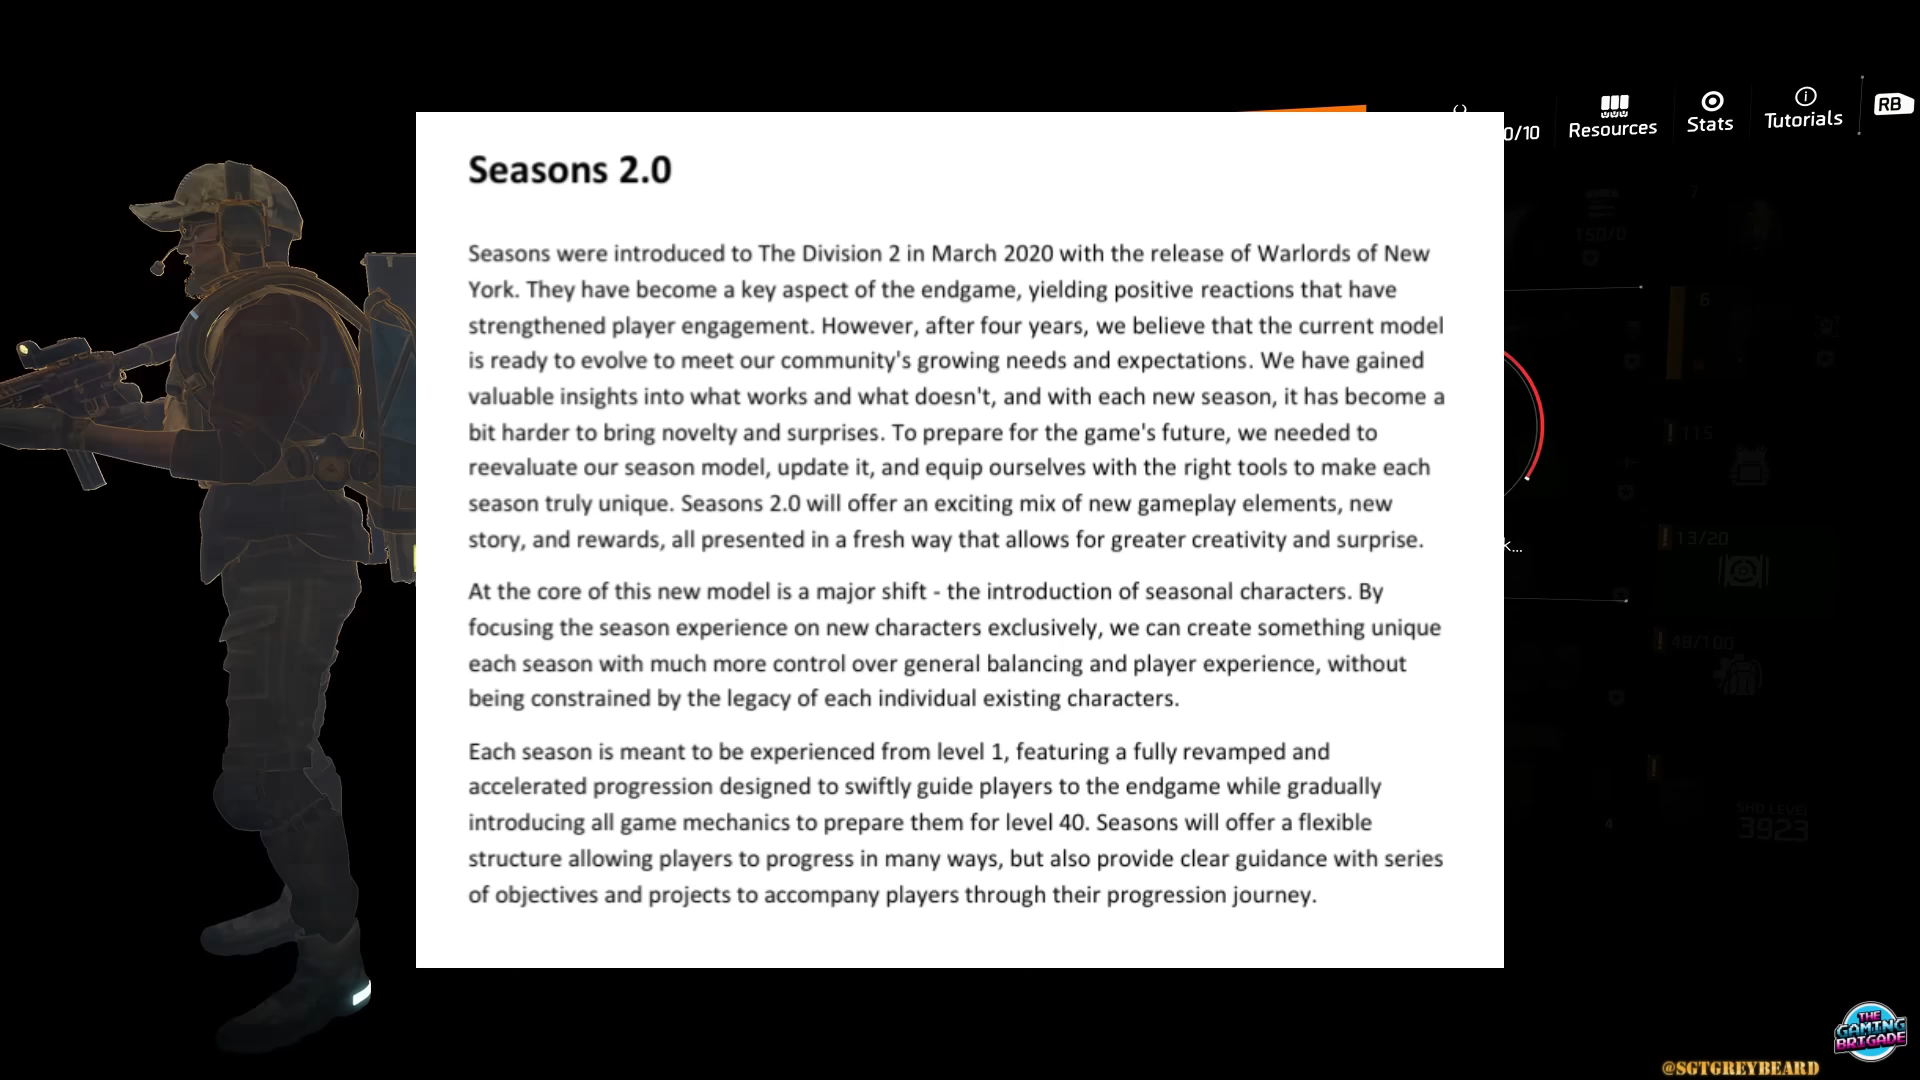 0/10
Resources
Stats
Tutorials
RB
Seasons 2.0
Seasons were introduced to The Division 2 in March 2020 with the release of Warlords of New
York. They have become a key aspect of the endgame, yielding positive reactions that have
strengthened player engagement. However, after four years, we believe that the current model
is ready to evolve to meet our community's growing needs and expectations. We have gained
valuable insights into what works and what doesn't, and with each new season, it has become a
bit harder to bring novelty and surprises. To prepare for the game's future, we needed to
reevaluate our season model, update it, and equip ourselves with the right tools to make each
season truly unique. Seasons 2.0 will offer an exciting mix of new gameplay elements, new
story, and rewards, all presented in a fresh way that allows for greater creativity and surprise.
At the core of this new model is a major shift - the introduction of seasonal characters. By
focusing the season experience on new characters exclusively, we can create something unique
each season with much more control over general balancing and player experience, without
being constrained by the legacy of each individual existing characters.
Each season is meant to be experienced from level 1, featuring a fully revamped and
accelerated progression designed to swiftly guide players to the endgame while gradually
introducing all game mechanics to prepare them for level 40. Seasons will offer a flexible
structure allowing players to progress in many ways, but also provide clear guidance with series
of objectives and projects to accompany players through their progression journey.
7
150/0
6
115
k...
13/20
48/100
SHD LEVEL
3923
4
THE
GAMING
BRIGADE
@SGTGREYBEARD